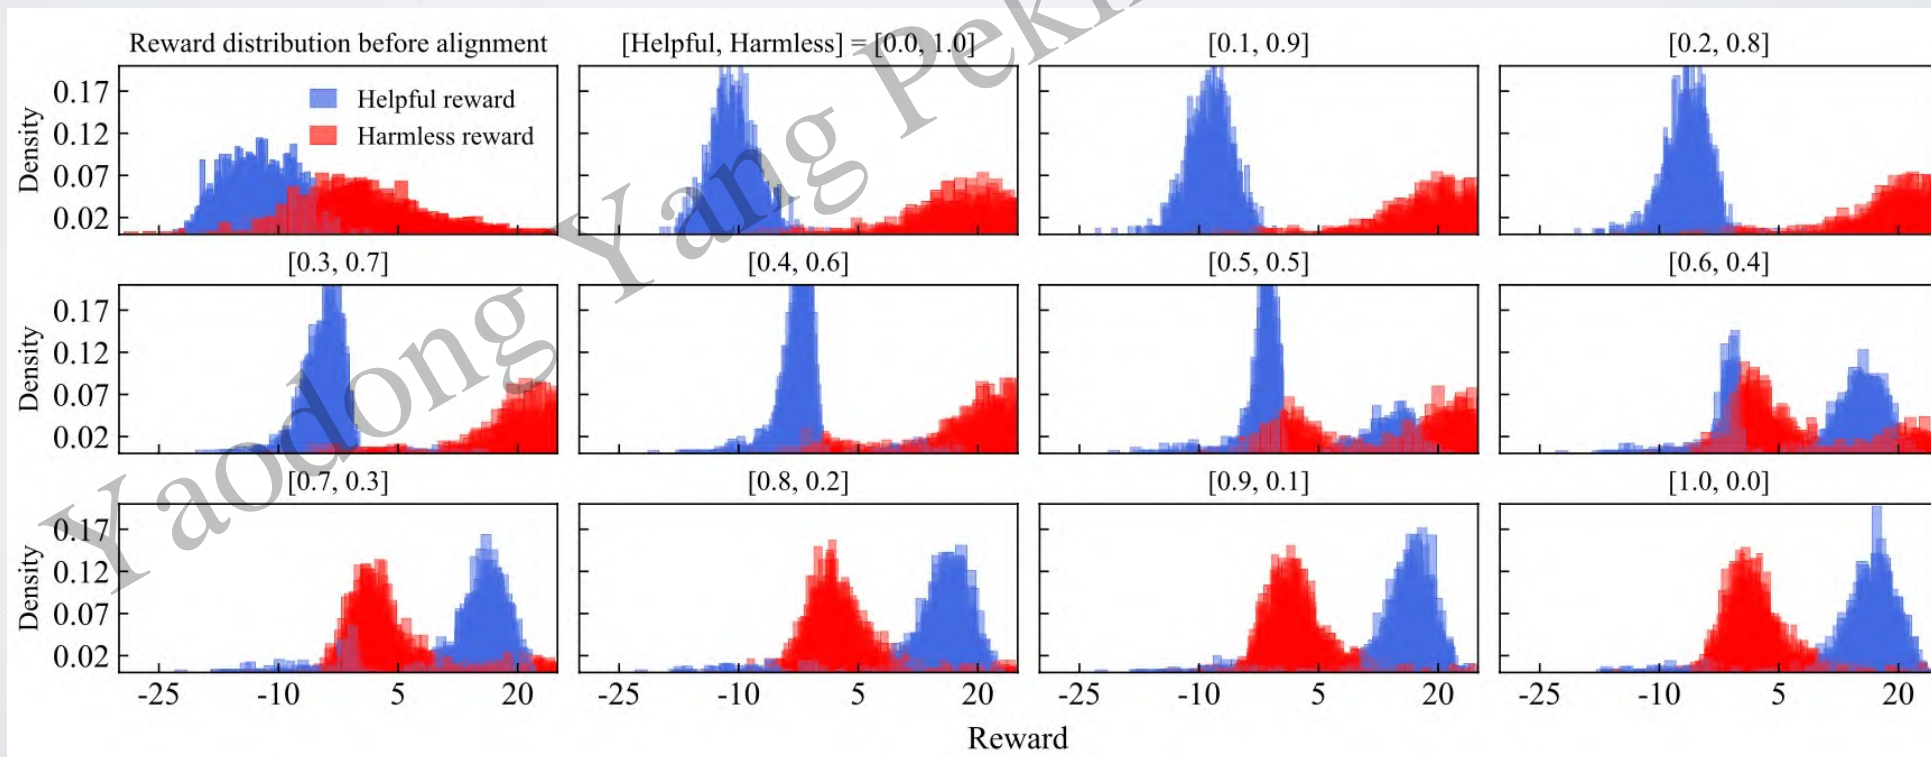 Reward distribution before alignment
[Helpful, Harmless] = [0.0, 1.0]
[0.1, 0.9]
[0.2, 0.8]
Helpful reward
Harmless reward
Density
0.17
0.12
0.07
0.02
[0.3, 0.7]
[0.4, 0.6]
[0.5, 0.5]
[0.6, 0.4]
Density
0.17
0.12
0.07
0.02
[0.7, 0.3]
[0.8, 0.2]
[0.9, 0.1]
[1.0, 0.0]
Density
0.17
0.12
0.07
0.02
-25 -10 5 20
-25 -10 5 20
-25 -10 5 20
-25 -10 5 20
Reward
Yaodong Yang